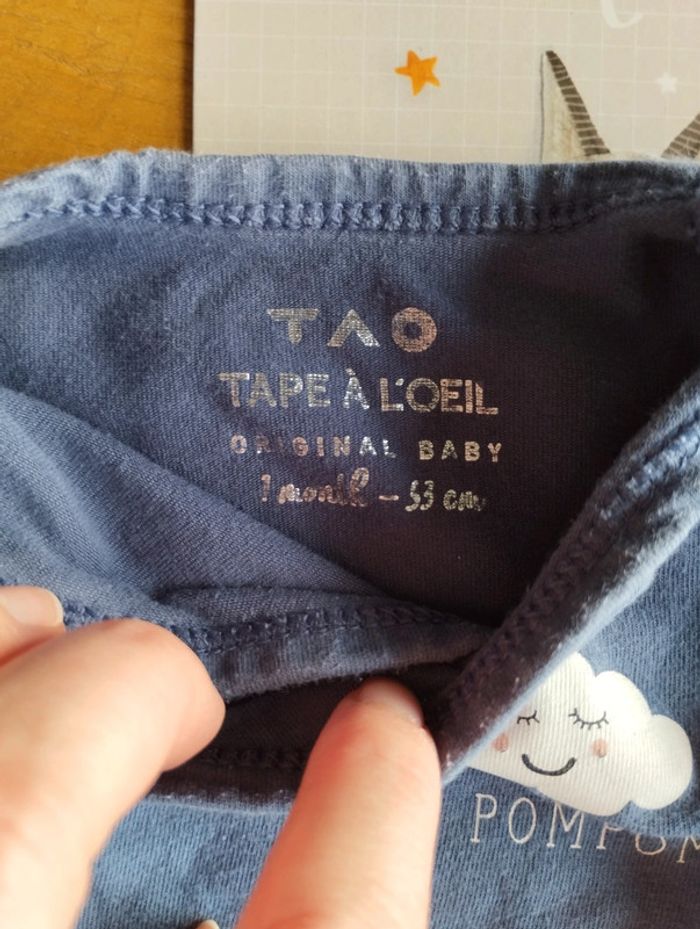 TAO
TAPE À L'OEIL
ORIGINAL BABY
1 month - 53 cm
POMPOM